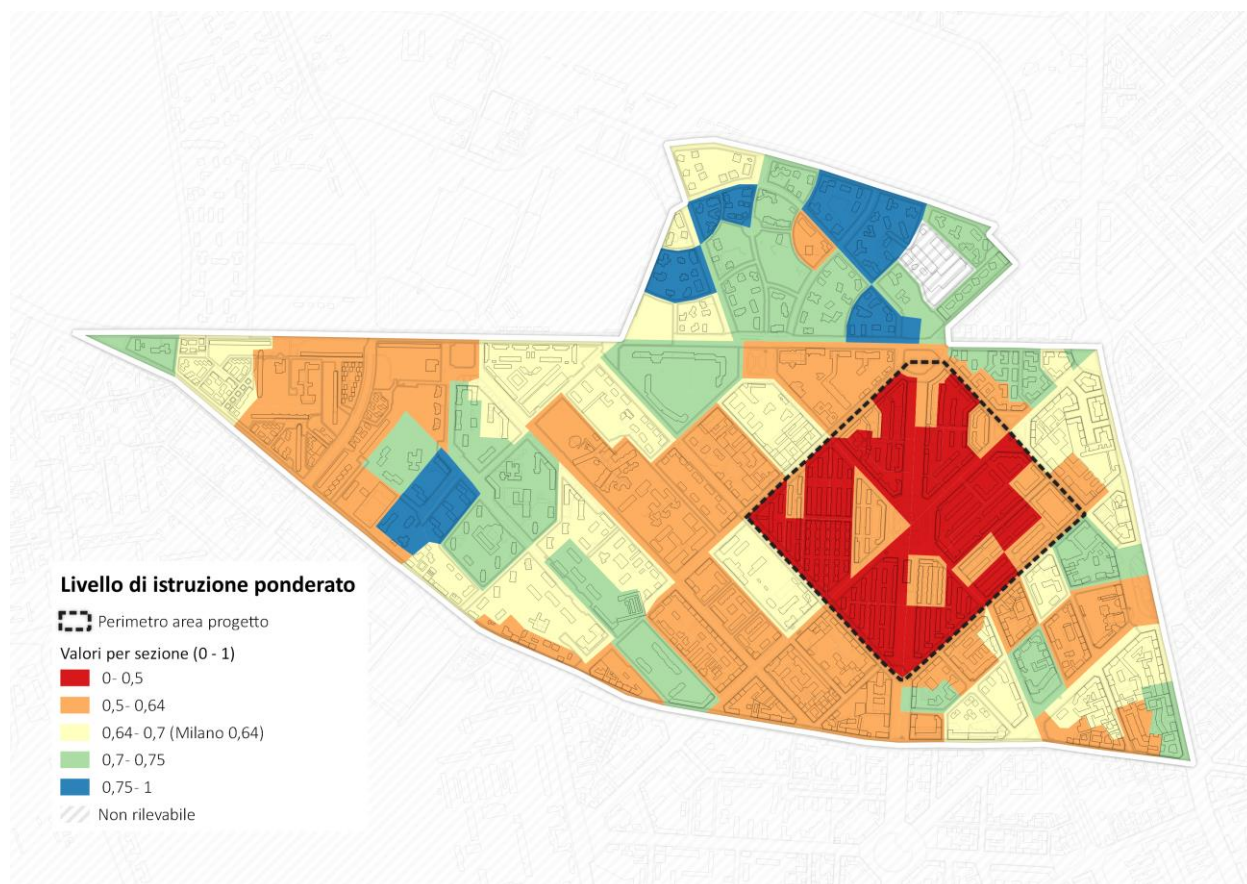 Livello di istruzione ponderato
Perimetro area progetto
Valori per sezione (0 - 1)
0- 0,5
0,5- 0,64
0,64- 0,7 (Milano 0,64)
0,7- 0,75
0,75- 1
Non rilevabile